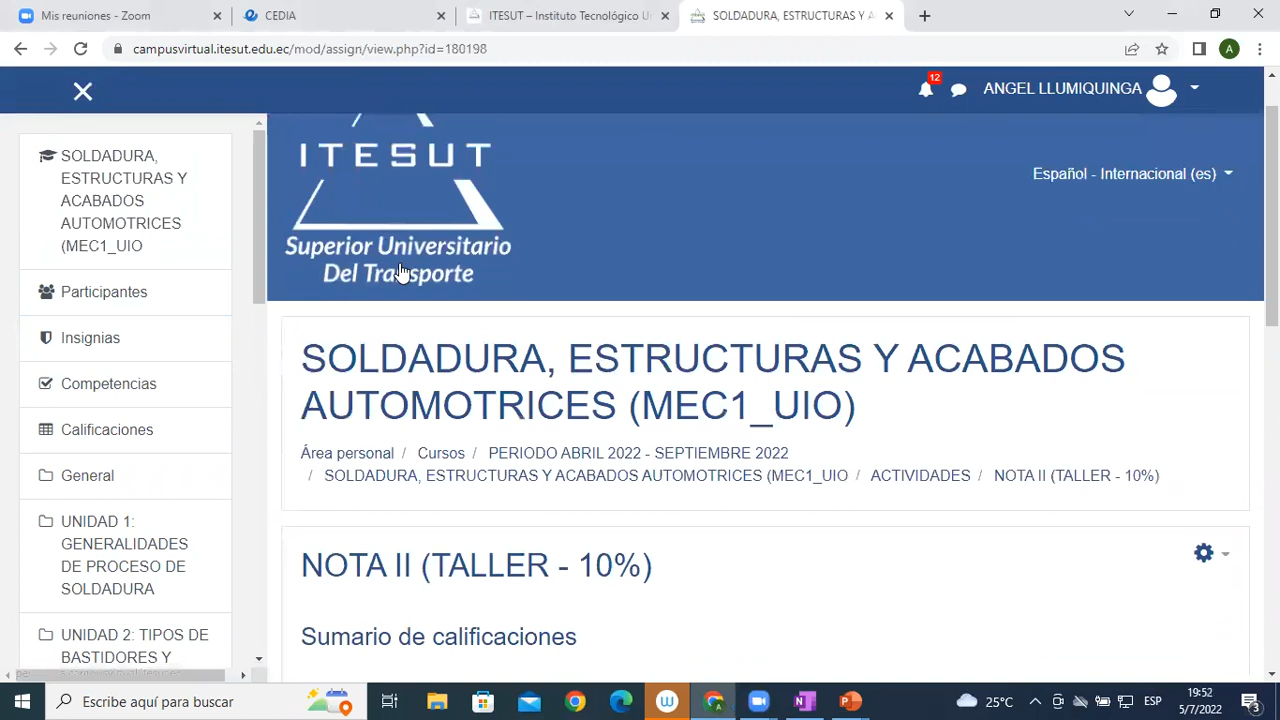 Mis reuniones - Zoom
CEDIA
ITESUT – Instituto Tecnológico U
SOLDADURA, ESTRUCTURAS Y A
campusvirtual.itesut.edu.ec/mod/assign/view.php?id=180198
A
12
ANGEL LLUMIQUINGA
SOLDADURA,
ESTRUCTURAS Y
ACABADOS
AUTOMOTRICES
(MEC1_UIO
Participantes
Insignias
Competencias
Calificaciones
General
UNIDAD 1:
GENERALIDADES
DE PROCESO DE
SOLDADURA
UNIDAD 2: TIPOS DE
BASTIDORES Y
ITESUT
Superior Universitario
Del Transporte
Español - Internacional (es)
SOLDADURA, ESTRUCTURAS Y ACABADOS
AUTOMOTRICES (MEC1_UIO)
Área personal / Cursos / PERIODO ABRIL 2022 - SEPTIEMBRE 2022
/ SOLDADURA, ESTRUCTURAS Y ACABADOS AUTOMOTRICES (MEC1_UIO / ACTIVIDADES / NOTA II (TALLER - 10%)
NOTA II (TALLER - 10%)
Sumario de calificaciones
Escribe aquí para buscar
25°C
ESP
19:52
5/7/2022
3